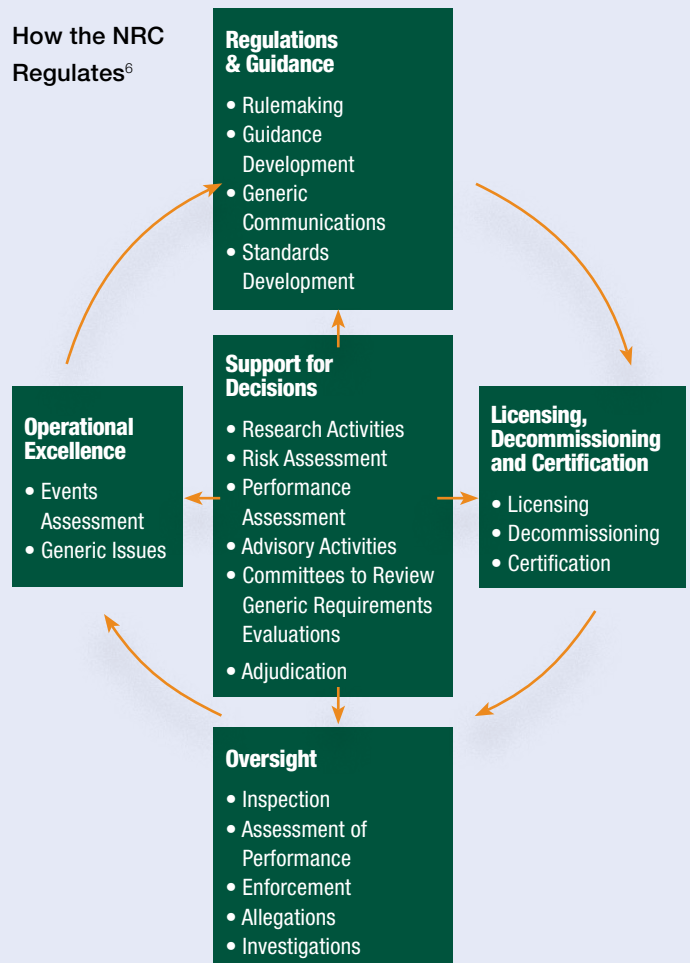 How the NRC
Regulates⁶
Regulations
& Guidance
• Rulemaking
• Guidance
Development
• Generic
Communications
• Standards
Development
Support for
Decisions
• Research Activities
• Risk Assessment
• Performance
Assessment
• Advisory Activities
• Committees to Review
Generic Requirements
Evaluations
• Adjudication
Operational
Excellence
• Events
Assessment
• Generic Issues
Licensing,
Decommissioning
and Certification
• Licensing
• Decommissioning
• Certification
Oversight
• Inspection
• Assessment of
Performance
• Enforcement
• Allegations
• Investigations